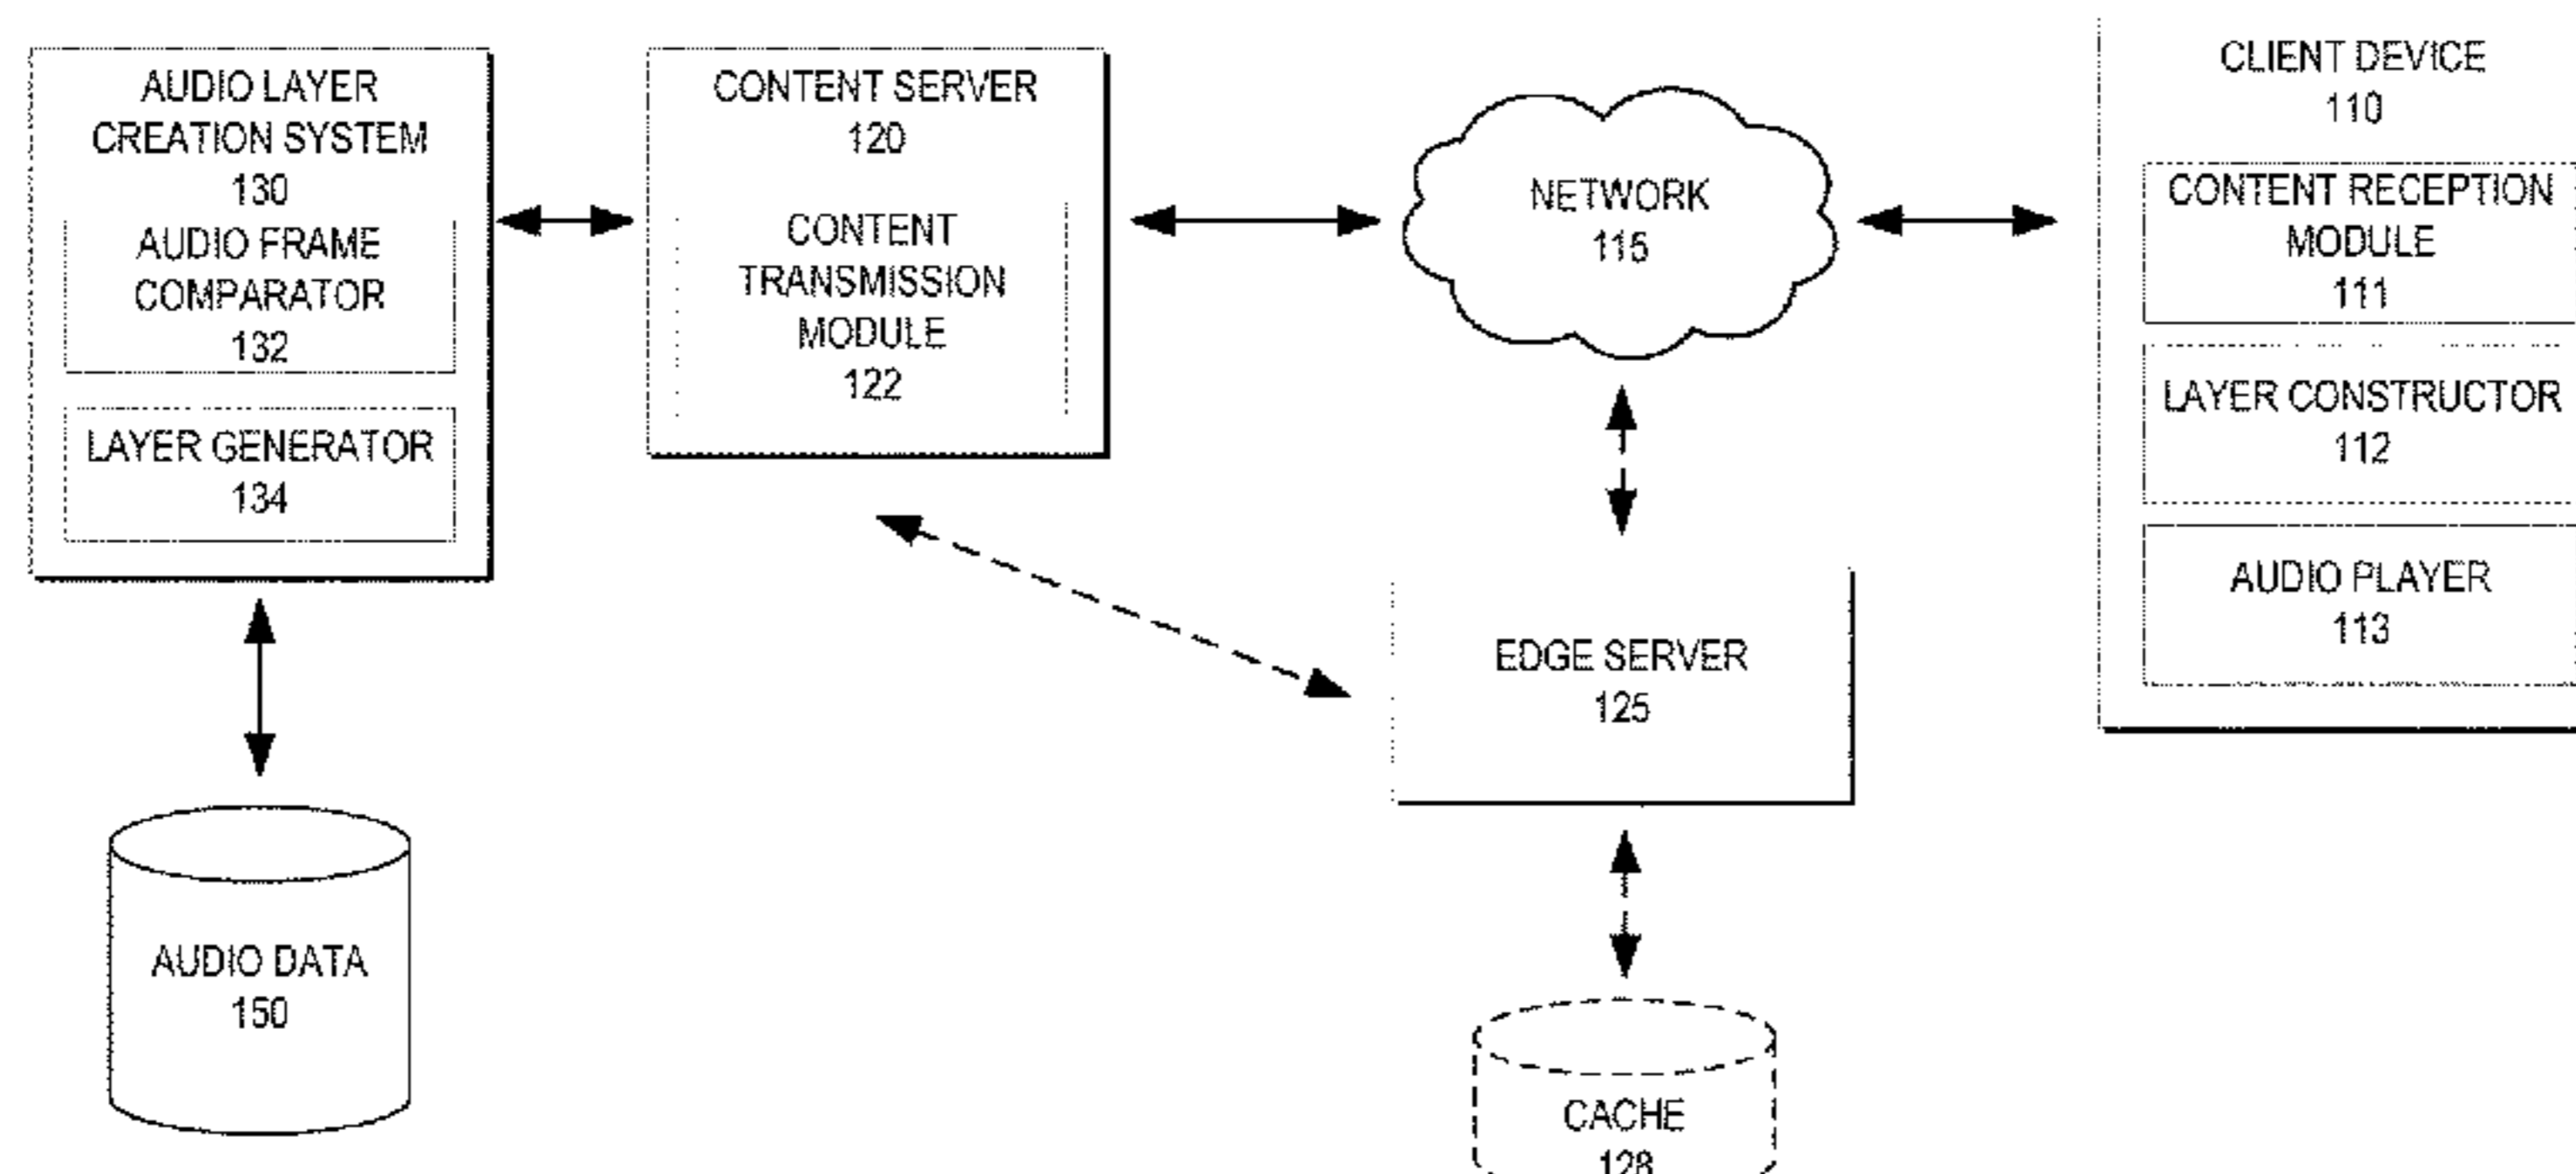 AUDIO LAYER
CREATION SYSTEM
130
AUDIO FRAME
COMPARATOR
132
LAYER GENERATOR
134
AUDIO DATA
150
CONTENT SERVER
120
CONTENT
TRANSMISSION
MODULE
122
NETWORK
115
EDGE SERVER
125
CACHE
128
CLIENT DEVICE
110
CONTENT RECEPTION
MODULE
111
LAYER CONSTRUCTOR
112
AUDIO PLAYER
113